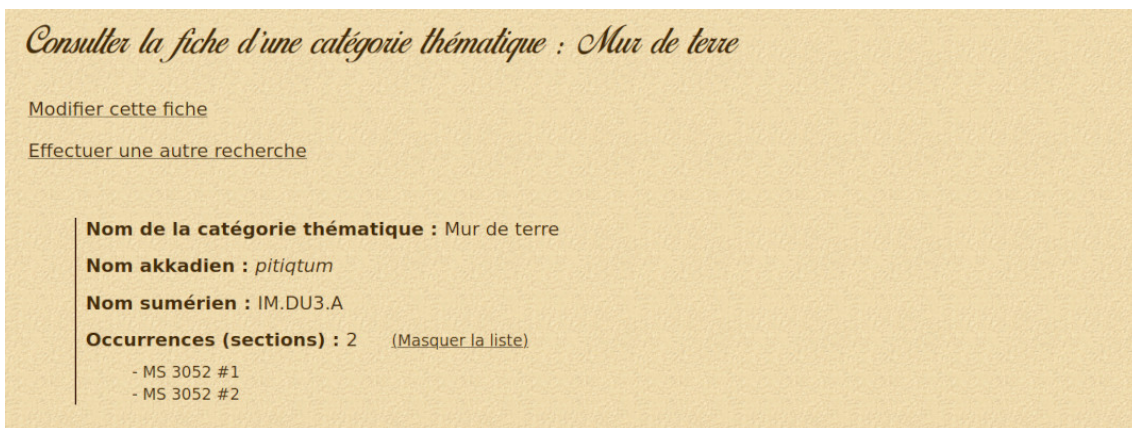 Consulter la fiche d'une catégorie thématique : Mur de terre
Modifier cette fiche
Effectuer une autre recherche
Nom de la catégorie thématique : Mur de terre
Nom akkadien : pitiqtum
Nom sumérien : IM.DU3.A
Occurrences (sections) : 2 (Masquer la liste)
- MS 3052 #1
- MS 3052 #2